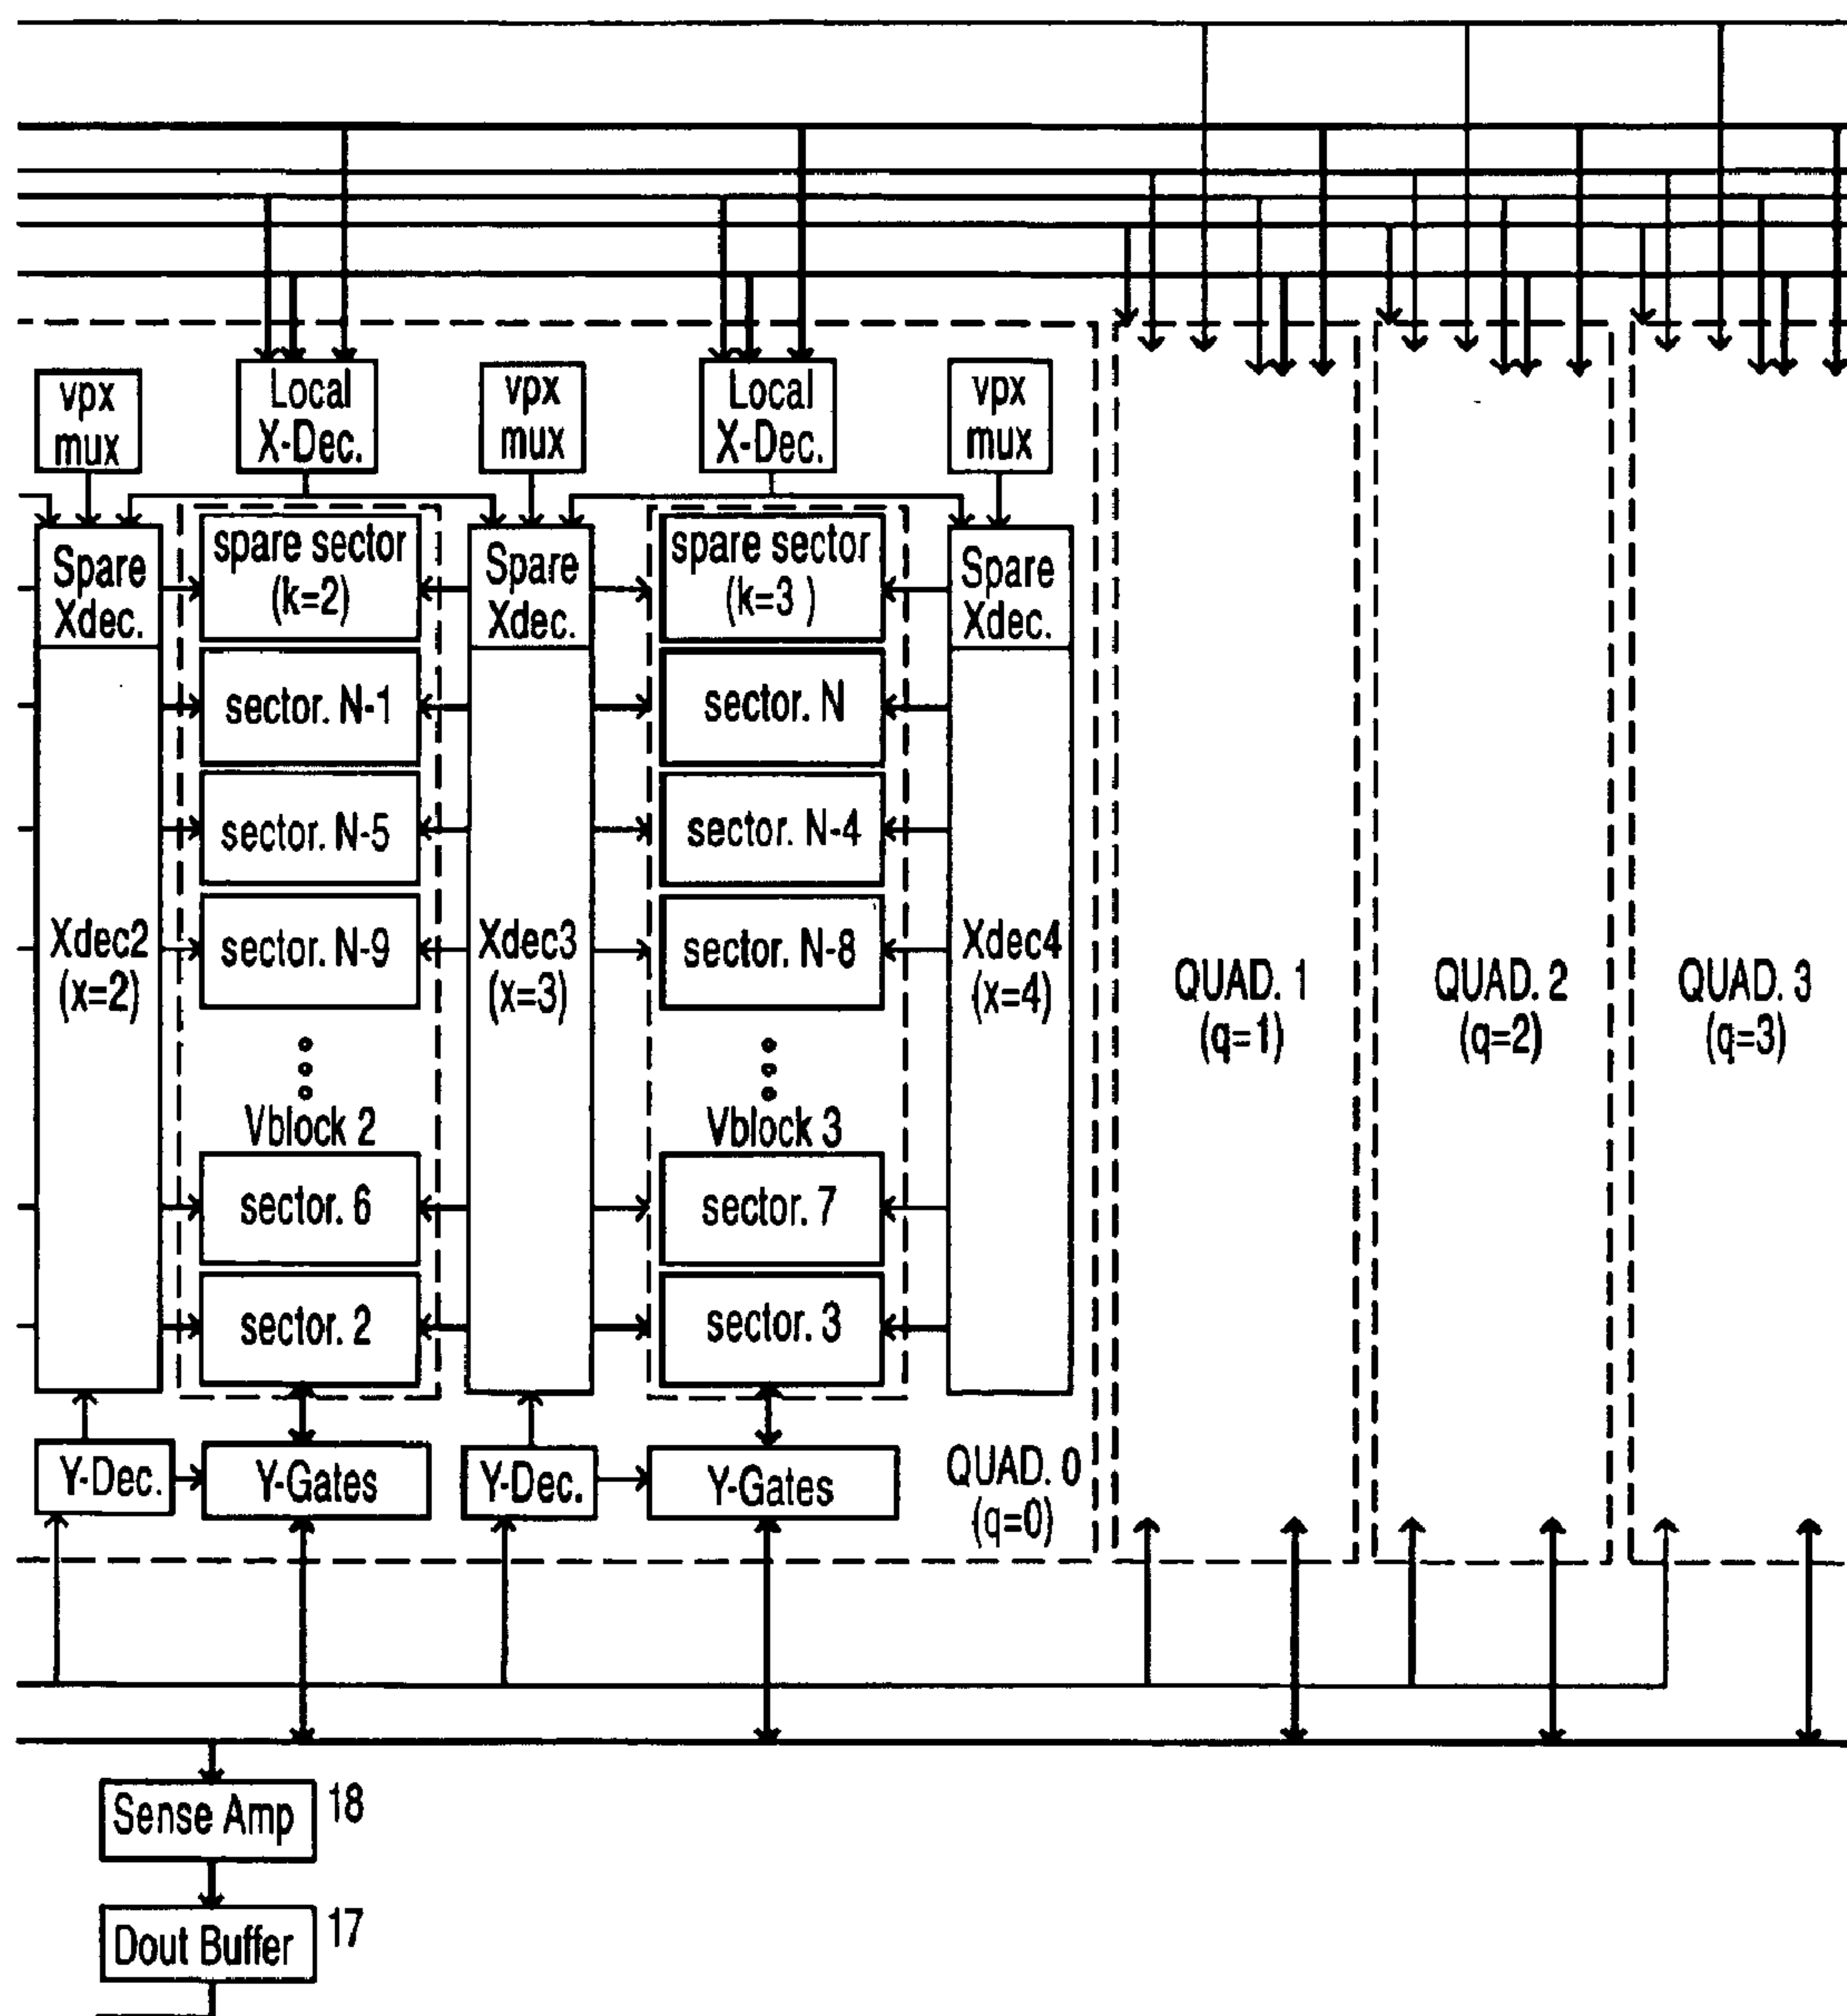 vpx
mux
Local
X-Dec.
vpx
mux
Local
X-Dec.
vpx
mux
Spare
Xdec.
spare sector
(k=2)
Spare
Xdec.
spare sector
(k=3 )
Spare
Xdec.
sector. N-1
sector. N
sector. N-5
sector. N-4
Xdec2
(x=2)
sector. N-9
Xdec3
(x=3)
sector. N-8
Xdec4
(x=4)
QUAD. 1
(q=1)
QUAD. 2
(q=2)
QUAD. 3
(q=3)
Vblock 2
Vblock 3
sector. 6
sector. 7
sector. 2
sector. 3
Y-Dec.
Y-Gates
Y-Dec.
Y-Gates
QUAD. 0
(q=0)
Sense Amp
18
Dout Buffer
17